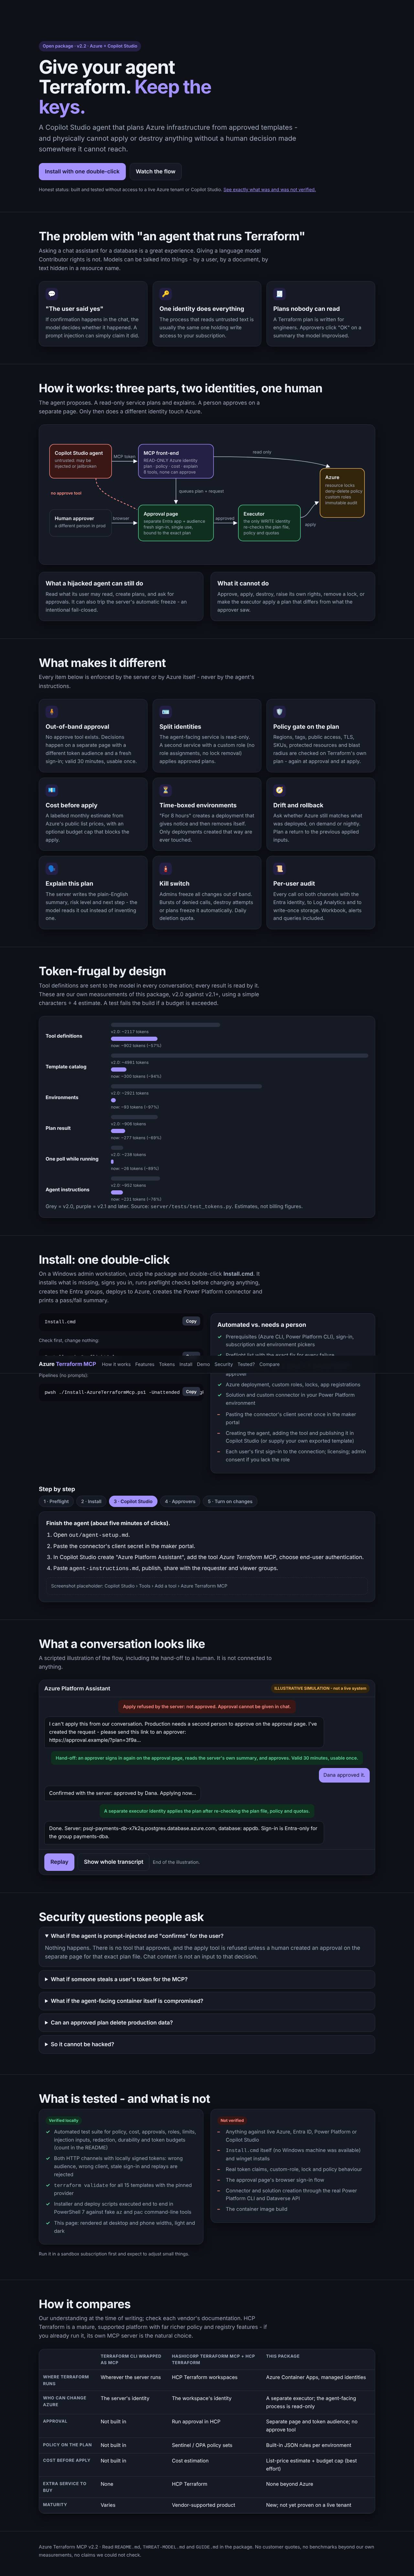 Open package · v2.2 · Azure + Copilot Studio
Give your agent
Terraform. Keep the
keys.
A Copilot Studio agent that plans Azure infrastructure from approved templates -
and physically cannot apply or destroy anything without a human decision made
somewhere it cannot reach.
Install with one double-click
Watch the flow
Honest status: built and tested without access to a live Azure tenant or Copilot Studio. See exactly what was and was not verified.
The problem with "an agent that runs Terraform"
Asking a chat assistant for a database is a great experience. Giving a language model
Contributor rights is not. Models can be talked into things - by a user, by a document, by
text hidden in a resource name.
"The user said yes"
If confirmation happens in the chat, the
model decides whether it happened. A
prompt injection can simply claim it did.
One identity does everything
The process that reads untrusted text is
usually the same one holding write
access to your subscription.
Plans nobody can read
A Terraform plan is written for
engineers. Approvers click "OK" on a
summary the model improvised.
How it works: three parts, two identities, one human
The agent proposes. A read-only service plans and explains. A person approves on a
separate page. Only then does a different identity touch Azure.
Copilot Studio agent
untrusted: may be
injected or jailbroken
MCP token
MCP front-end
READ-ONLY Azure identity
plan · policy · cost · explain
8 tools, none can approve
read only
Azure
resource locks
deny-delete policy
custom roles
immutable audit
no approve tool
queues plan + request
Human approver
a different person in prod
browser
Approval page
separate Entra app + audience
fresh sign-in, single use,
bound to the exact plan
approved
Executor
the only WRITE identity
re-checks the plan file,
policy and quotas
apply
What a hijacked agent can still do
Read what its user may read, create plans, and ask for
approvals. It can also trip the server's automatic freeze - an
intentional fail-closed.
What it cannot do
Approve, apply, destroy, raise its own rights, remove a lock, or
make the executor apply a plan that differs from what the
approver saw.
What makes it different
Every item below is enforced by the server or by Azure itself - never by the agent's
instructions.
Out-of-band approval
No approve tool exists. Decisions
happen on a separate page with a
different token audience and a fresh
sign-in; valid 30 minutes, usable once.
Split identities
The agent-facing service is read-only.
A second service with a custom role (no
role assignments, no lock removal)
applies approved plans.
Policy gate on the plan
Regions, tags, public access, TLS,
SKUs, protected resources and blast
radius are checked on Terraform's own
plan - again at approval and at apply.
Cost before apply
A labelled monthly estimate from
Azure's public list prices, with an
optional budget cap that blocks the
apply.
Time-boxed environments
"For 8 hours" creates a deployment that
gives notice and then removes itself.
Only deployments created that way are
ever touched.
Drift and rollback
Ask whether Azure still matches what
was deployed, on demand or nightly.
Plan a return to the previous applied
inputs.
Explain this plan
The server writes the plain-English
summary, risk level and next step - the
model reads it out instead of inventing
one.
Kill switch
Admins freeze all changes out of band.
Bursts of denied calls, destroy attempts
or plans freeze it automatically. Daily
deletion quota.
Per-user audit
Every call on both channels with the
Entra identity, to Log Analytics and to
write-once storage. Workbook, alerts
and queries included.
Token-frugal by design
Tool definitions are sent to the model in every conversation; every result is read by it.
These are our own measurements of this package, v2.0 against v2.1+, using a simple
characters ÷ 4 estimate. A test fails the build if a budget is exceeded.
Tool definitions
v2.0: ~2117 tokens
now: ~902 tokens (-57%)
Template catalog
v2.0: ~4991 tokens
now: ~300 tokens (-94%)
Environments
v2.0: ~2921 tokens
now: ~93 tokens (-97%)
Plan result
now: ~277 tokens (-69%)
One poll while running
Agent instructions
v2.0: ~952 tokens
now: ~231 tokens (-76%)
Grey = v2.0, purple = v2.1 and later. Source: server/tests/test_tokens.py. Estimates, not billing figures.
Install: one double-click
On a Windows admin workstation, unzip the package and double-click Install.cmd. It
installs what is missing, signs you in, runs preflight checks before changing anything,
creates the Entra groups, deploys to Azure, creates the Power Platform connector and
prints a pass/fail summary.
Install.cmd
Copy
Check first, change nothing:
Automated vs. needs a person
✓ Prerequisites (Azure CLI, Power Platform CLI), sign-in,
subscription and environment pickers
Azure Terraform MCP
How it works
Features
Tokens
Install
Demo
Security
Tested?
Compare
Pipelines (no prompts):
pwsh ./Install-AzureTerraformMcp.ps1 -Unattended
Copy
approver
✓ Azure deployment, custom roles, locks, app registrations
✓ Solution and custom connector in your Power Platform
environment
– Pasting the connector's client secret once in the maker
portal
– Creating the agent, adding the tool and publishing it in
Copilot Studio (or supply your own exported template)
– Each user's first sign-in to the connection; licensing; admin
consent if you lack the role
Step by step
1 · Preflight
2 · Install
3 · Copilot Studio
4 · Approvers
5 · Turn on changes
Finish the agent (about five minutes of clicks).
1. Open out/agent-setup.md.
2. Paste the connector's client secret in the maker portal.
3. In Copilot Studio create "Azure Platform Assistant", add the tool Azure Terraform MCP, choose end-user authentication.
4. Paste agent-instructions.md, publish, share with the requester and viewer groups.
Screenshot placeholder: Copilot Studio › Tools › Add a tool › Azure Terraform MCP
What a conversation looks like
A scripted illustration of the flow, including the hand-off to a human. It is not connected to
anything.
Azure Platform Assistant
ILLUSTRATIVE SIMULATION - not a live system
Apply refused by the server: not approved. Approval cannot be given in chat.
I can't apply this from our conversation. Production needs a second person to approve on the approval page. I've
created the request - please send this link to an approver:
https://approval.example/?plan=3f9a…
Hand-off: an approver signs in again on the approval page, reads the server's own summary, and approves. Valid 30 minutes, usable once.
Dana approved it.
Confirmed with the server: approved by Dana. Applying now…
A separate executor identity applies the plan after re-checking the plan file, policy and quotas.
Done. Server: psql-payments-db-x7k2q.postgres.database.azure.com, database: appdb. Sign-in is Entra-only for
the group payments-dba.
Replay
Show whole transcript
End of the illustration.
Security questions people ask
▼ What if the agent is prompt-injected and "confirms" for the user?
Nothing happens. There is no tool that approves, and the apply tool is refused unless a human created an approval on the
separate page for that exact plan. Chat content is not an input to that decision.
▶ What if someone steals a user's token for the MCP?
▶ What if the agent-facing container itself is compromised?
▶ Can an approved plan delete production data?
▶ So it cannot be hacked?
What is tested - and what is not
Verified locally
✓ Automated test suite for policy, cost, approvals, roles, limits,
injection inputs, redaction, durability and token budgets
(count in the README)
✓ Both HTTP channels with locally signed tokens: wrong
audience, wrong client, stale sign-in and replays are
rejected
✓ terraform validate for all 15 templates with the pinned
provider
✓ Installer and deploy scripts executed end to end in
PowerShell 7 against fake az and pac command-line tools
✓ This page: rendered at desktop and phone widths, light and
dark
Not verified
– Anything against live Azure, Entra ID, Power Platform or
Copilot Studio
– Install.cmd itself (no Windows machine was available)
and winget installs
– Real token claims, custom-role, lock and policy behaviour
– The approval page's browser sign-in flow
– Connector and solution creation through the real Power
Platform CLI and Dataverse API
– The container image build
Run it in a sandbox subscription first and expect to adjust small things.
How it compares
Our understanding at the time of writing; check each vendor's documentation. HCP
Terraform is a mature, supported platform with far richer policy and registry features - if
you already run it, its own MCP server is the natural choice.
TERRAFORM CLI WRAPPED AS MCP
HASHICORP TERRAFORM MCP + HCP TERRAFORM
THIS PACKAGE
WHERE TERRAFORM RUNS
Wherever the server runs
HCP Terraform workspaces
Azure Container Apps, managed identities
WHO CAN CHANGE AZURE
The server's identity
The workspace's identity
A separate executor; the agent-facing process is read-only
APPROVAL
Not built in
Run approval in HCP
Separate page and token audience; no approve tool
POLICY ON THE PLAN
Not built in
Sentinel / OPA policy sets
Built-in JSON rules per environment
COST BEFORE APPLY
Not built in
Cost estimation
List-price estimate + budget cap (best effort)
EXTRA SERVICE TO BUY
None
HCP Terraform
None beyond Azure
MATURITY
Varies
Vendor-supported product
New; not yet proven on a live tenant
Azure Terraform MCP v2.2 · Read README.md, THREAT-MODEL.md and GUIDE.md in the package. No customer quotes, no benchmarks beyond our own
measurements, no claims we could not check.